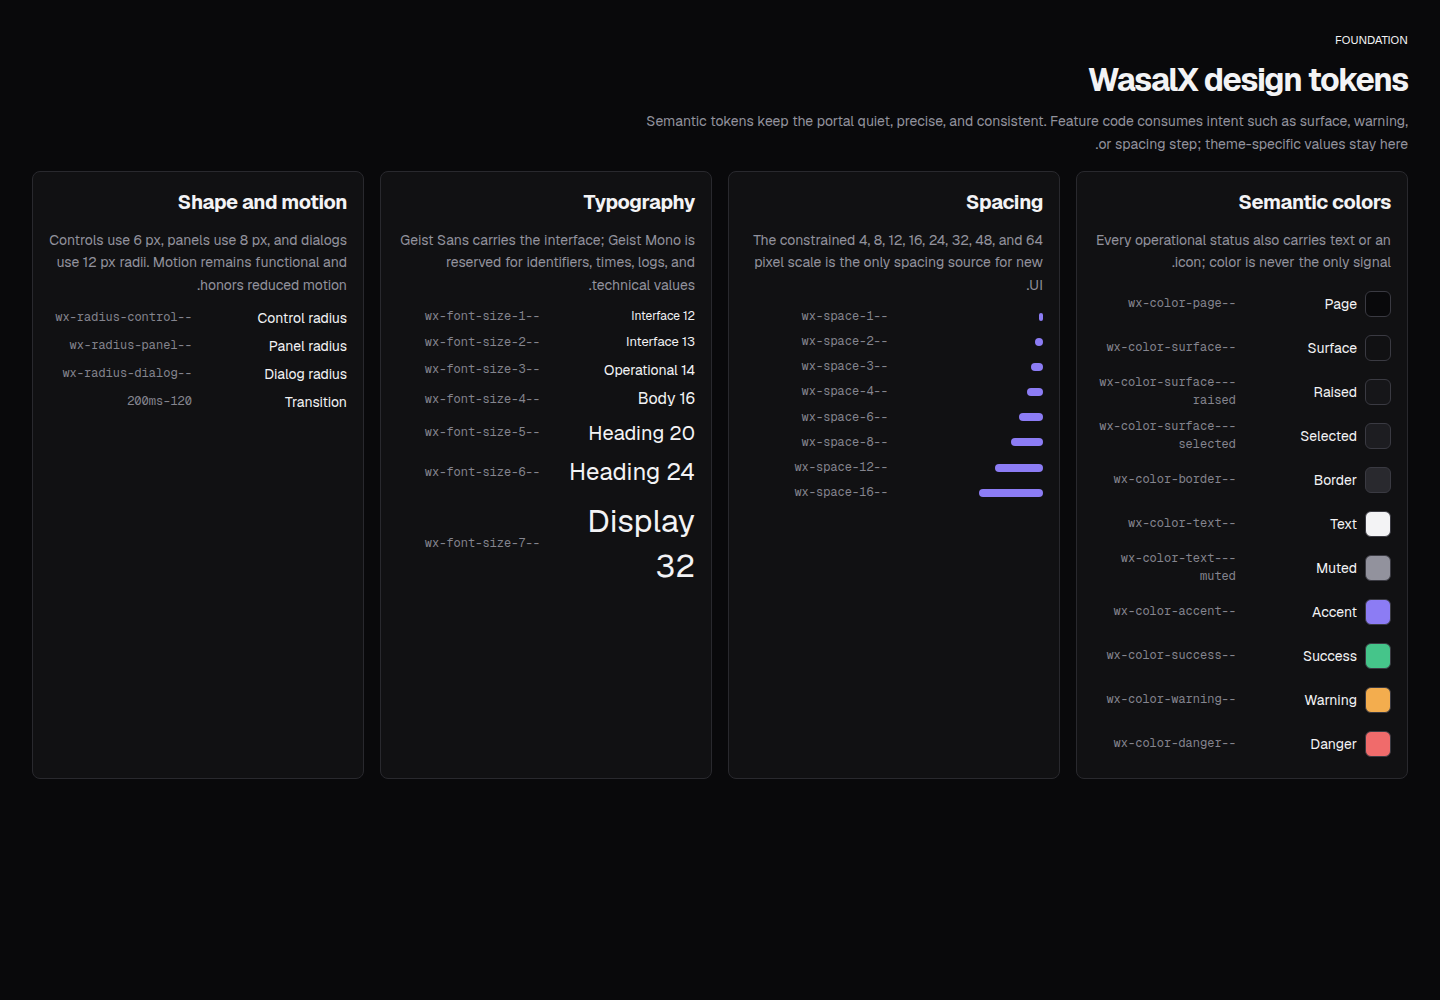 FOUNDATION
WasalX design tokens
Semantic tokens keep the portal quiet, precise, and consistent. Feature code consumes intent such as surface, warning,
.or spacing step; theme-specific values stay here
Semantic colors
Every operational status also carries text or an
.icon; color is never the only signal
Page
wx-color-page--
Surface
wx-color-surface--
Raised
wx-color-surface---
raised
Selected
wx-color-surface---
selected
Border
wx-color-border--
Text
wx-color-text--
Muted
wx-color-text---
muted
Accent
wx-color-accent--
Success
wx-color-success--
Warning
wx-color-warning--
Danger
wx-color-danger--
Spacing
The constrained 4, 8, 12, 16, 24, 32, 48, and 64
pixel scale is the only spacing source for new
.UI
wx-space-1--
wx-space-2--
wx-space-3--
wx-space-4--
wx-space-6--
wx-space-8--
wx-space-12--
wx-space-16--
Typography
Geist Sans carries the interface; Geist Mono is
reserved for identifiers, times, logs, and
.technical values
Interface 12
wx-font-size-1--
Interface 13
wx-font-size-2--
Operational 14
wx-font-size-3--
Body 16
wx-font-size-4--
Heading 20
wx-font-size-5--
Heading 24
wx-font-size-6--
Display
32
wx-font-size-7--
Shape and motion
Controls use 6 px, panels use 8 px, and dialogs
use 12 px radii. Motion remains functional and
.honors reduced motion
Control radius
wx-radius-control--
Panel radius
wx-radius-panel--
Dialog radius
wx-radius-dialog--
Transition
200ms-120